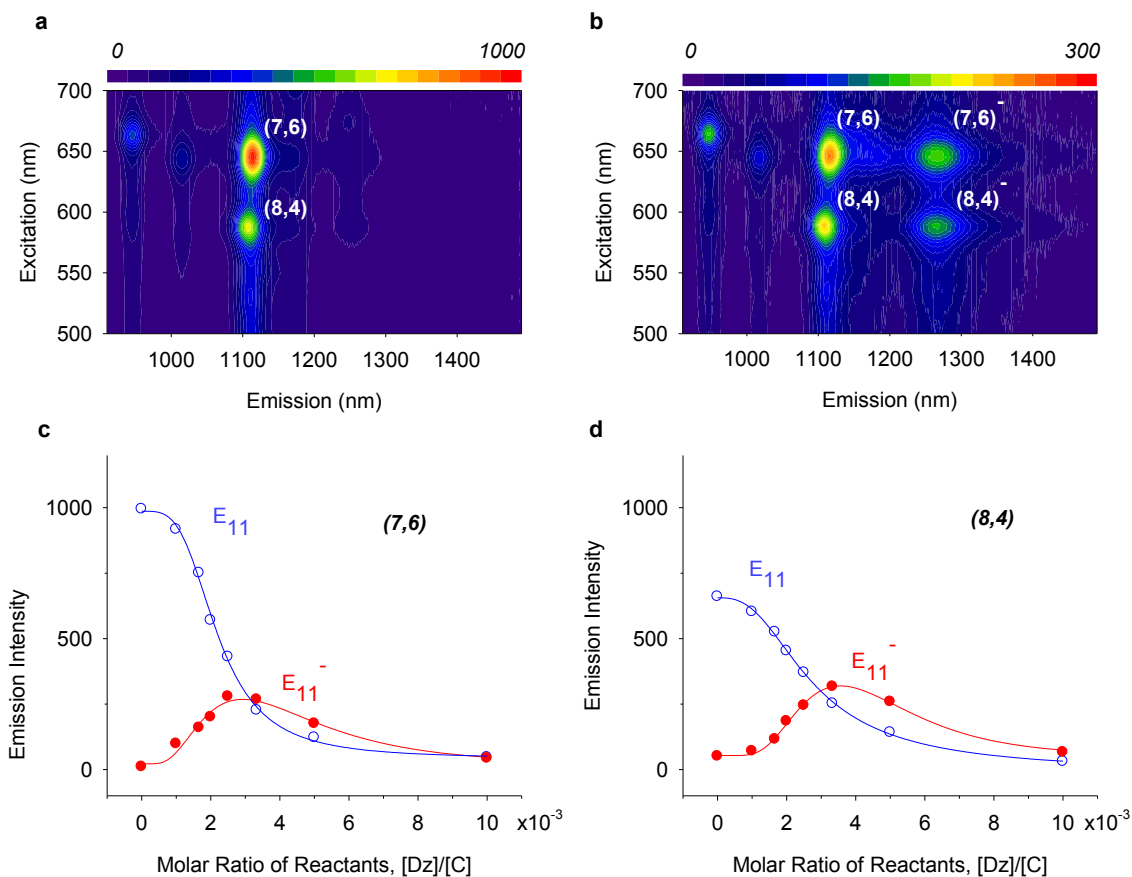 a
0 1000
700
650
600
550
500
Excitation (nm)
(7,6)
(8,4)
1000 1100 1200 1300 1400
Emission (nm)
b
0 300
700
650
600
550
500
Excitation (nm)
(7,6) (7,6)-
(8,4) (8,4)-
1000 1100 1200 1300 1400
Emission (nm)
c
1000
500
0
Emission Intensity
E11
(7,6)
E11-
0 2 4 6 8 10 x10-3
Molar Ratio of Reactants, [Dz]/[C]
d
1000
500
0
Emission Intensity
(8,4)
E11
E11-
0 2 4 6 8 10 x10-3
Molar Ratio of Reactants, [Dz]/[C]